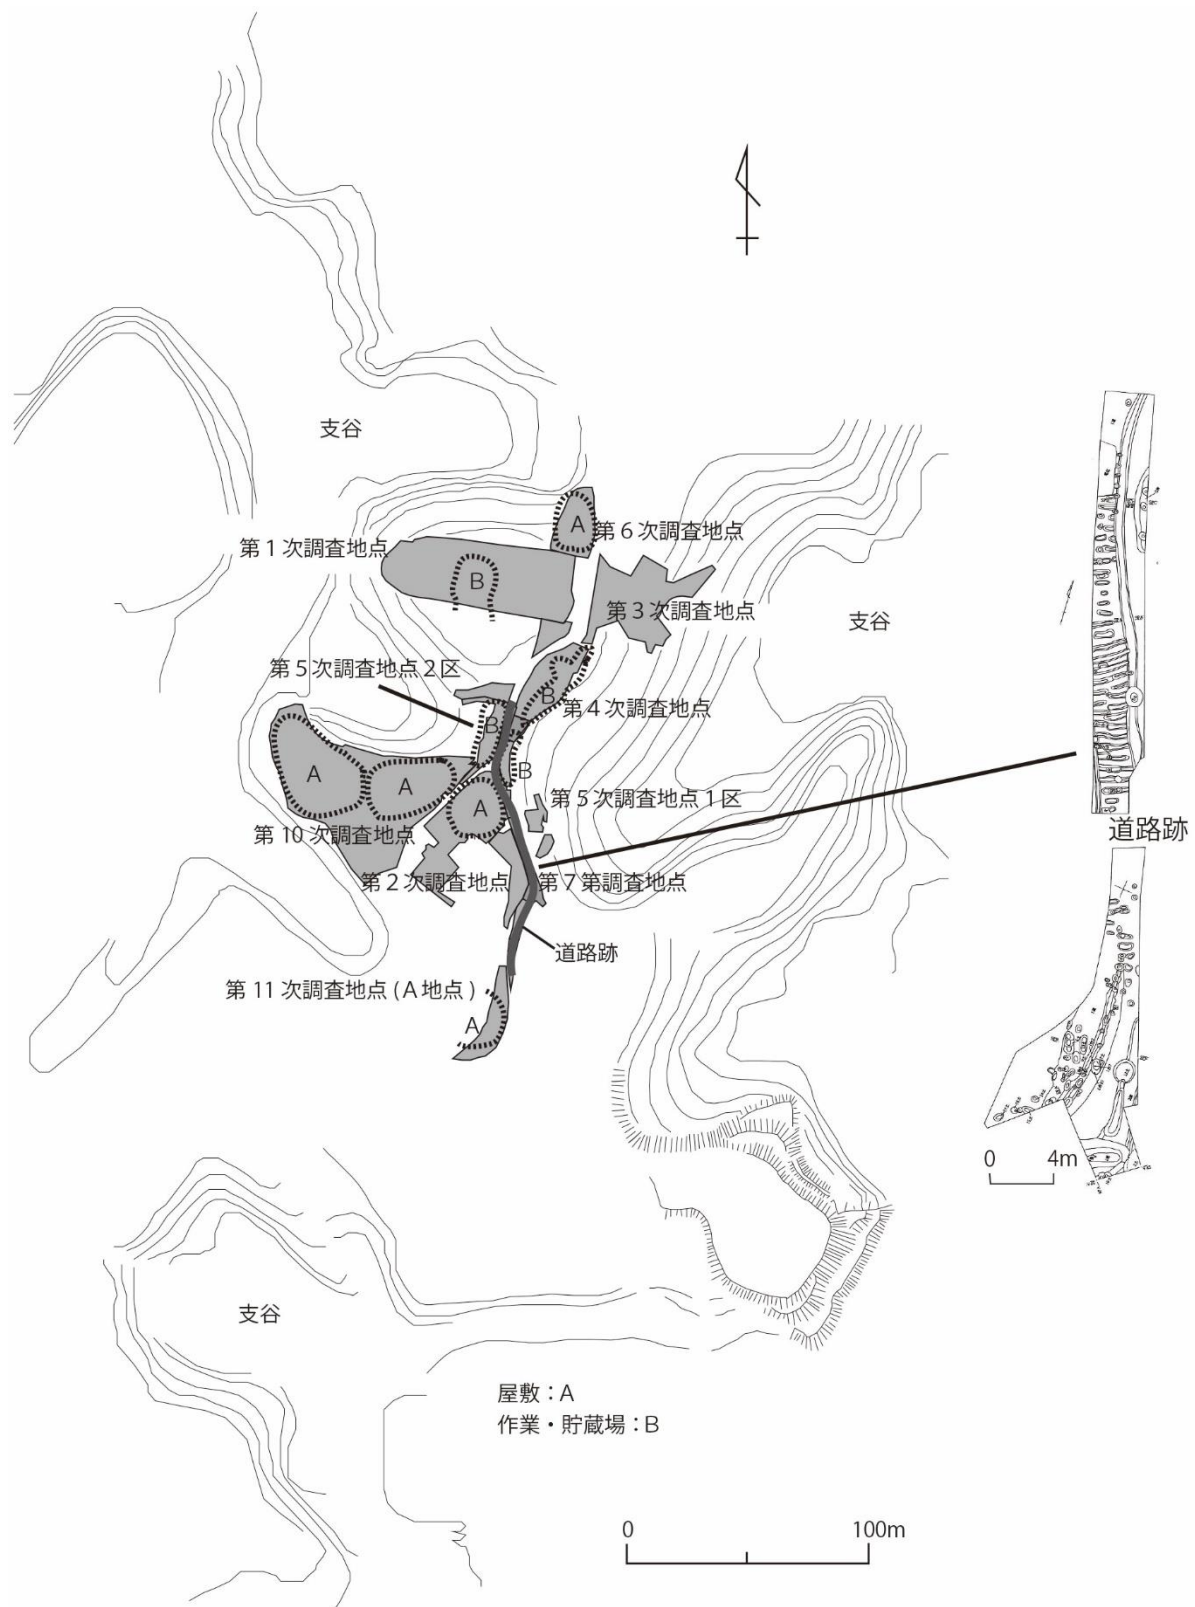 支谷
A
第6次調査地点
第1次調査地点
B
第3次調査地点
支谷
第5次調査地点2区
B
第4次調査地点
B
A
A
B
A
第5次調査地点1区
第10次調査地点
道路跡
第2次調査地点
第7第調査地点
道路跡
第11次調査地点(A地点)
A
0 4m
支谷
屋敷：A
作業・貯蔵場：B
0 100m